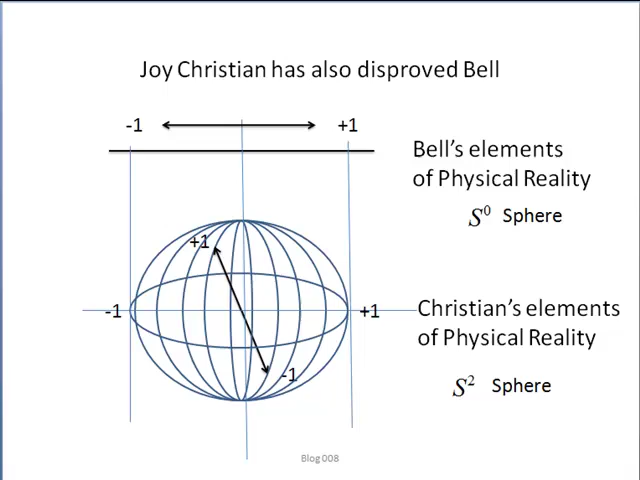 Joy Christian has also disproved Bell
-1
+1
Bell's elements
of Physical Reality
S⁰ Sphere
+1
-1
+1
Christian's elements
of Physical Reality
-1
S² Sphere
Blog 008